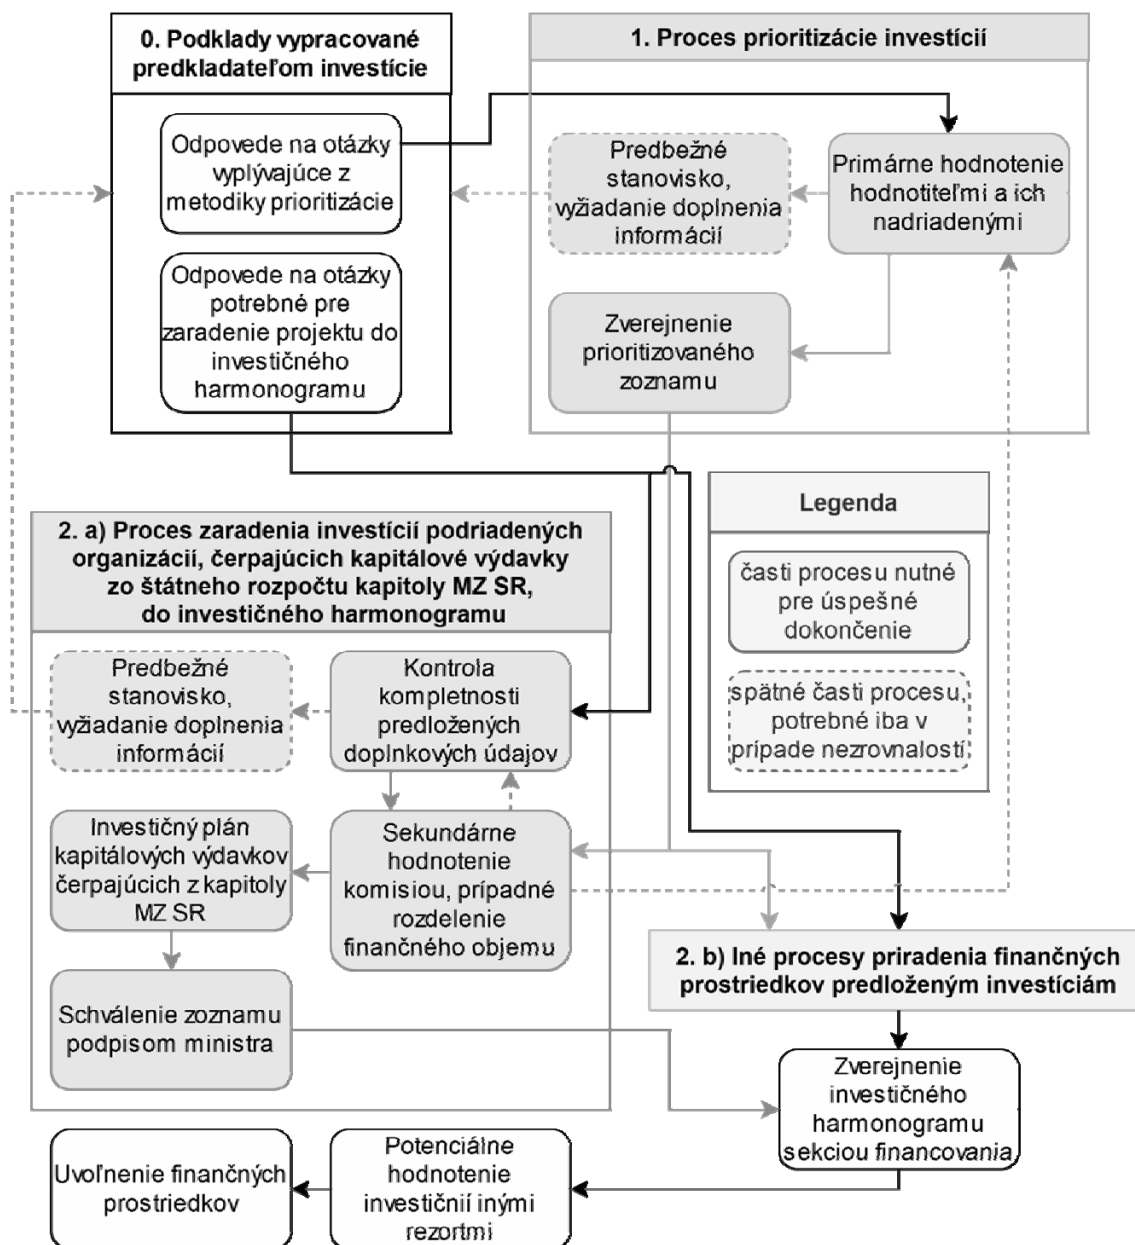 0. Podklady vypracované
predkladateľom investície
Odpovede na otázky
vyplývajúce z
metodiky prioritizácie
Odpovede na otázky
potrebné pre
zaradenie projektu do
investičného
harmonogramu
1. Proces prioritizácie investícií
Predbežné
stanovisko,
vyžiadanie doplnenia
informácií
Primárne hodnotenie
hodnotiteľmi a ich
nadriadenými
Zverejnenie
prioritizovaného
zoznamu
Legenda
časti procesu nutné
pre úspešné
dokončenie
spätné časti procesu,
potrebné iba v
prípade nezrovnalostí
2. a) Proces zaradenia investícií podriadených
organizácií, čerpajúcich kapitálové výdavky
zo štátneho rozpočtu kapitoly MZ SR,
do investičného harmonogramu
Predbežné
stanovisko,
vyžiadanie doplnenia
informácií
Kontrola
kompletnosti
predložených
doplnkových údajov
Investičný plán
kapitálových výdavkov
čerpajúcich z kapitoly
MZ SR
Sekundárne
hodnotenie
komisiou, prípadné
rozdelenie
finančného objemu
Schválenie zoznamu
podpisom ministra
2. b) Iné procesy priradenia finančných
prostriedkov predloženým investíciám
Zverejnenie
investičného
harmonogramu
sekciou financovania
Potenciálne
hodnotenie
investičnií inými
rezortmi
Uvoľnenie finančných
prostriedkov